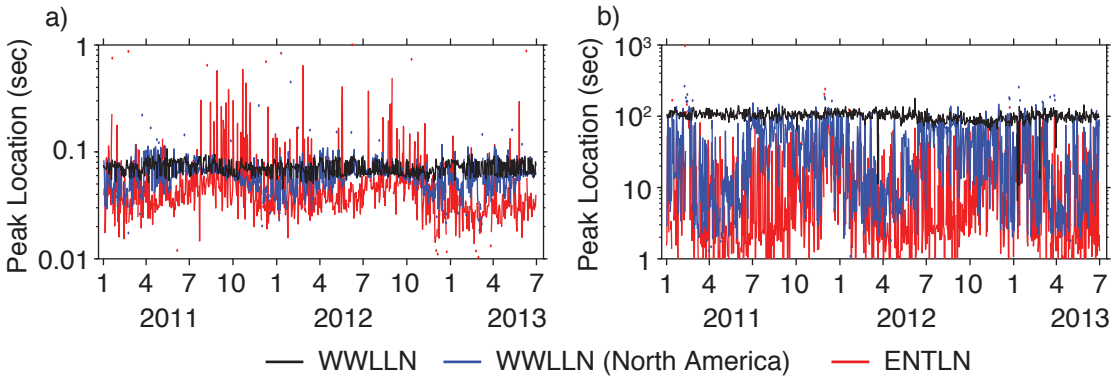 a)
Peak Location (sec)
1
0.1
0.01
1 4 7 10 1 4 7 10 1 4 7
2011 2012 2013
b)
Peak Location (sec)
10³
10²
10
1
1 4 7 10 1 4 7 10 1 4 7
2011 2012 2013
WWLLN WWLLN (North America) ENTLN